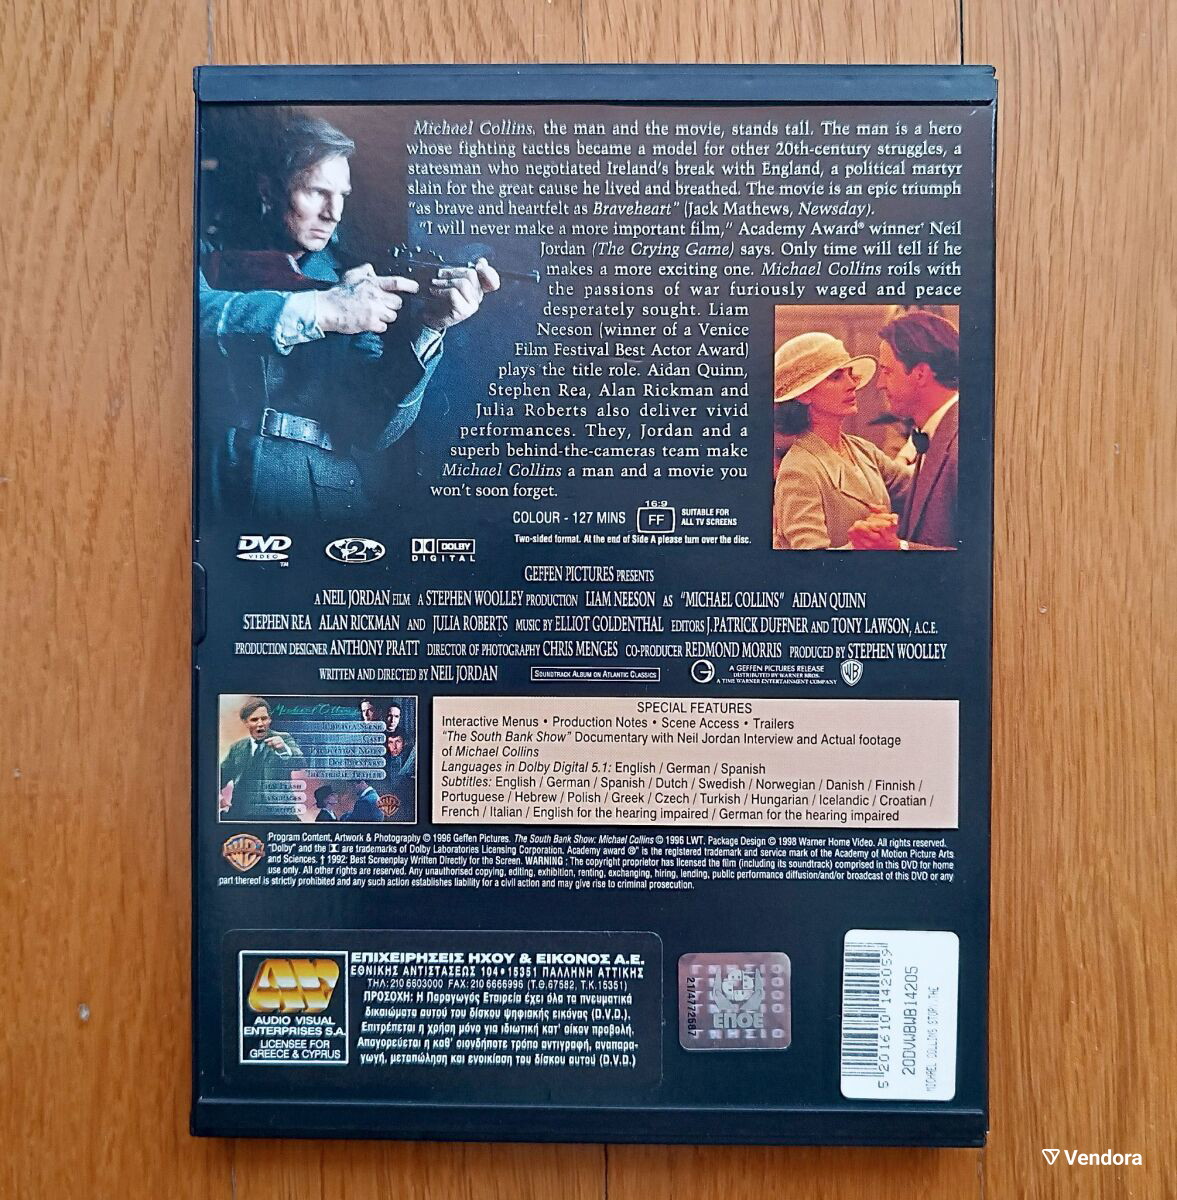 Michael Collins, the man and the movie, stands tall. The man is a hero
whose fighting tactics became a model for other 20th-century struggles, a
statesman who negotiated Ireland's break with England, a political martyr
slain for the great cause he lived and breathed. The movie is an epic triumph
"as brave and heartfelt as Braveheart" (Jack Mathews, Newsday).
"I will never make a more important film," Academy Award® winner† Neil
Jordan (The Crying Game) says. Only time will tell if he
makes a more exciting one. Michael Collins roils with
the passions of war furiously waged and peace
desperately sought. Liam
Neeson (winner of a Venice
Film Festival Best Actor Award)
plays the title role. Aidan Quinn,
Stephen Rea, Alan Rickman and
Julia Roberts also deliver vivid
performances. They, Jordan and a
superb behind-the-cameras team make
Michael Collins a man and a movie you
won't soon forget.
COLOUR - 127 MINS 16:9 FF SUITABLE FOR
ALL TV SCREENS
Two-sided format. At the end of Side A please turn over the disc.
DVD VIDEO TM 2 DOLBY DIGITAL
GEFFEN PICTURES PRESENTS
A NEIL JORDAN FILM A STEPHEN WOOLLEY PRODUCTION LIAM NEESON AS "MICHAEL COLLINS" AIDAN QUINN
STEPHEN REA ALAN RICKMAN AND JULIA ROBERTS MUSIC BY ELLIOT GOLDENTHAL EDITORS J. PATRICK DUFFNER AND TONY LAWSON, A.C.E.
PRODUCTION DESIGNER ANTHONY PRATT DIRECTOR OF PHOTOGRAPHY CHRIS MENGES CO-PRODUCER REDMOND MORRIS PRODUCED BY STEPHEN WOOLLEY
WRITTEN AND DIRECTED BY NEIL JORDAN SOUNDTRACK ALBUM ON ATLANTIC CLASSICS
A GEFFEN PICTURES RELEASE
DISTRIBUTED BY WARNER BROS.
A TIME WARNER ENTERTAINMENT COMPANY
Michael Collins
JUMP TO A SCENE
CAST
PRODUCTION NOTES
DOCUMENTARY
THEATRICAL TRAILER
LANGUAGES
SPECIAL FEATURES
Interactive Menus • Production Notes • Scene Access • Trailers
"The South Bank Show" Documentary with Neil Jordan Interview and Actual footage
of Michael Collins
Languages in Dolby Digital 5.1: English / German / Spanish
Subtitles: English / German / Spanish / Dutch / Swedish / Norwegian / Danish / Finnish /
Portuguese / Hebrew / Polish / Greek / Czech / Turkish / Hungarian / Icelandic / Croatian /
French / Italian / English for the hearing impaired / German for the hearing impaired
Program Content, Artwork & Photography © 1996 Geffen Pictures. The South Bank Show: Michael Collins © 1996 LWT. Package Design © 1998 Warner Home Video. All rights reserved.
"Dolby" and the DD are trademarks of Dolby Laboratories Licensing Corporation. Academy award ®" is the registered trademark and service mark of the Academy of Motion Picture Arts
and Sciences. † 1992: Best Screenplay Written Directly for the Screen. WARNING : The copyright proprietor has licensed the film (including its soundtrack) comprised in this DVD for home
use only. All other rights are reserved. Any unauthorised copying, editing, exhibition, renting, exchanging, hiring, lending, public performance diffusion/and/or broadcast of this DVD or any
part thereof is strictly prohibited and any such action establishes liability for a civil action and may give rise to criminal prosecution.
AUDIO VISUAL
ENTERPRISES S.A.
LICENSEE FOR
GREECE & CYPRUS
ΕΠΙΧΕΙΡΗΣΕΙΣ ΗΧΟΥ & ΕΙΚΟΝΟΣ Α.Ε.
ΕΘΝΙΚΗΣ ΑΝΤΙΣΤΑΣΕΩΣ 104 • 15351 ΠΑΛΛΗΝΗ ΑΤΤΙΚΗΣ
ΤΗΛ: 210 6603000 FAX: 210 6666996 (Τ.Θ.67582, Τ.Κ.15351)
ΠΡΟΣΟΧΗ: Η Παραγωγός Εταιρεία έχει όλα τα πνευματικά
δικαιώματα αυτού του δίσκου ψηφιακής εικόνας (D.V.D.).
Επιτρέπεται η χρήση μόνο για ιδιωτική κατ' οίκον προβολή.
Απαγορεύεται η καθ' οιονδήποτε τρόπο αντιγραφή, αναπαρα-
γωγή, μεταπώληση και ενοικίαση του δίσκου αυτού (D.V.D.)
21/4772587
ΕΠΟΕ
5 201610 142059
20DVWBWB14205
MICHAEL COLLINS STORY, THE
Vendora